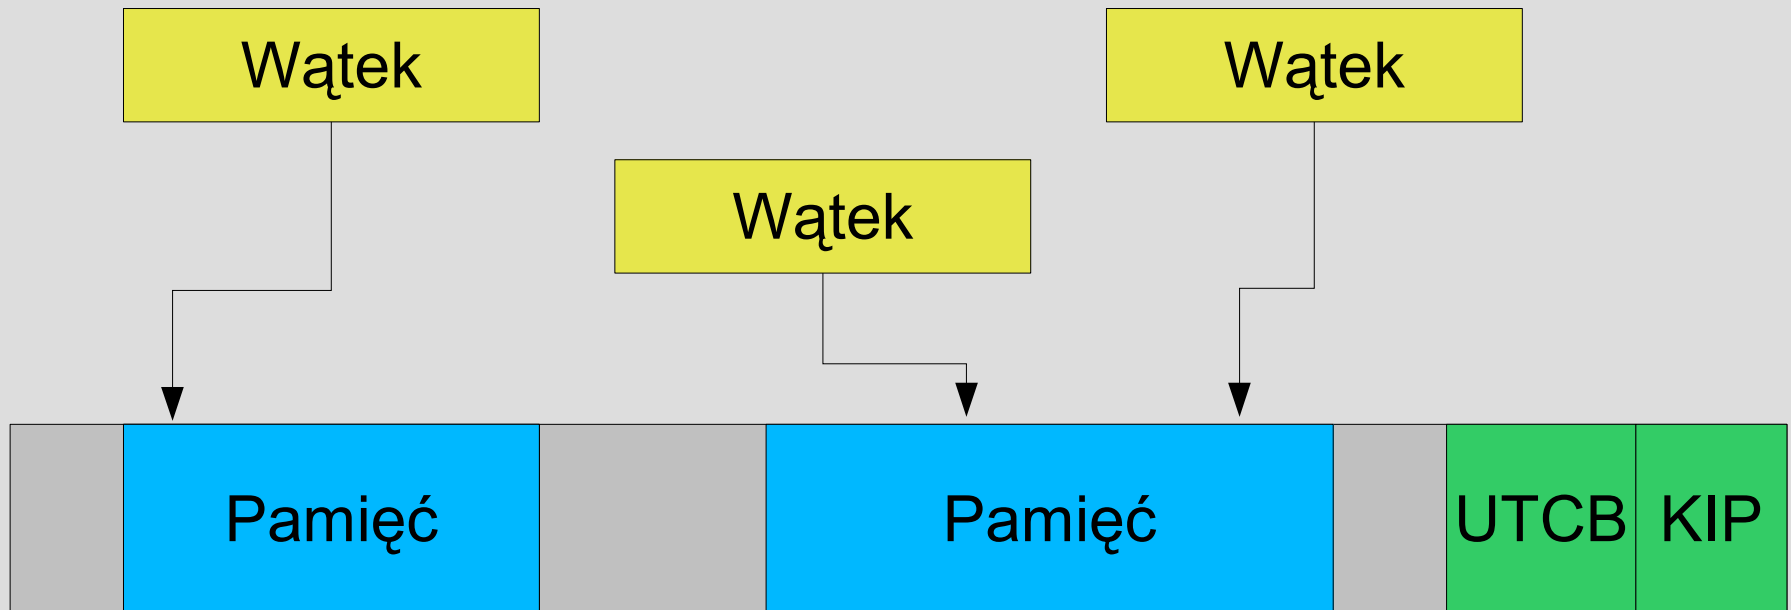 Wątek
Wątek
Wątek
Pamięć
Pamięć
UTCB
KIP